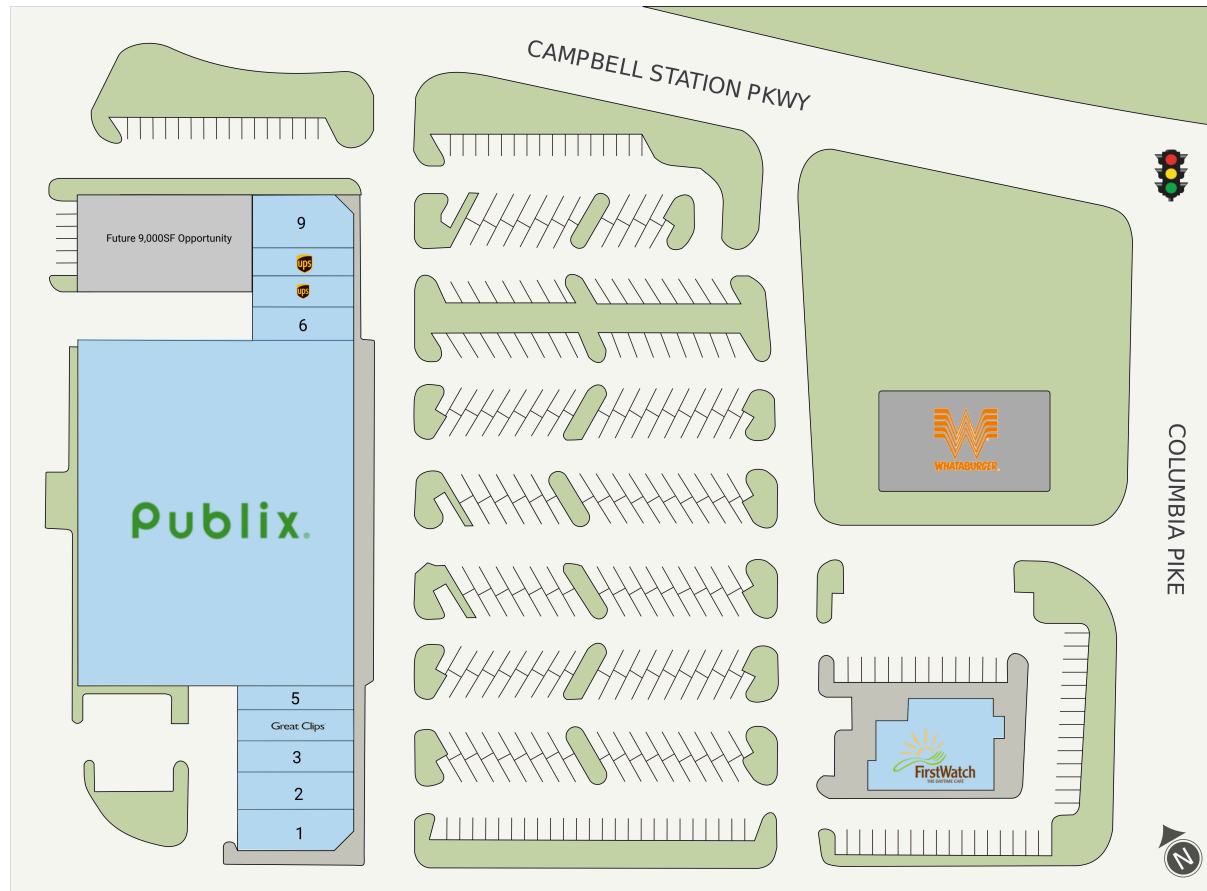 CAMPBELL STATION PKWY
Future 9,000SF Opportunity
9
ups
ups
6
Publix.
WHATABURGER
COLUMBIA PIKE
5
Great Clips
3
2
1
FirstWatch
THE DAYTIME CAFE
N